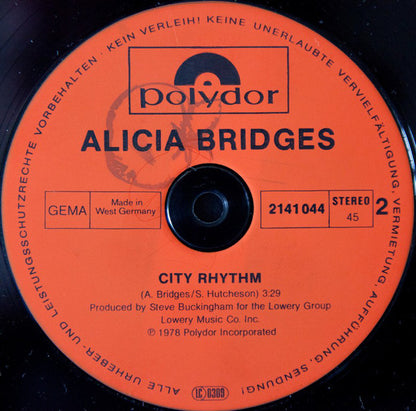 ALLE URHEBER- UND LEISTUNGSSCHUTZRECHTE VORBEHALTEN · KEIN VERLEIH! KEINE UNERLAUBTE VERVIELFÄLTIGUNG, VERMIETUNG, AUFFÜHRUNG, SENDUNG!
polydor
ALICIA BRIDGES
GEMA
Made in
West Germany
2141 044
STEREO
45
2
CITY RHYTHM
(A. Bridges/S. Hutcheson) 3:29
Produced by Steve Buckingham for the Lowery Group
Lowery Music Co. Inc.
℗ 1978 Polydor Incorporated
LC 0309